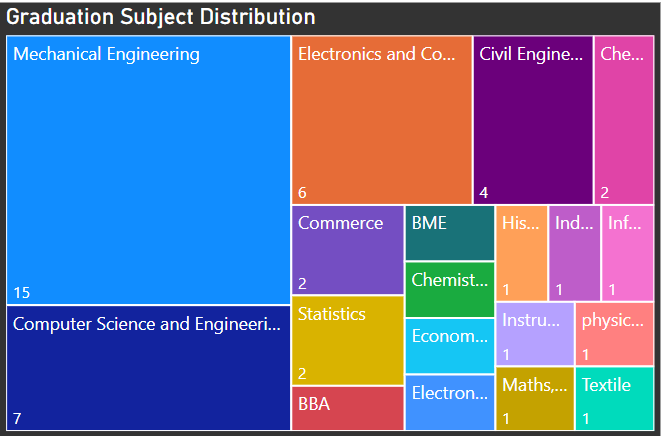 Graduation Subject Distribution
Mechanical Engineering
15
Computer Science and Engineeri...
7
Electronics and Co...
6
Civil Engine...
4
Che...
2
Commerce
2
Statistics
2
BBA
BME
Chemist...
Econom...
Electron...
His...
1
Ind...
1
Inf...
1
Instru...
1
physic...
1
Maths,...
1
Textile
1